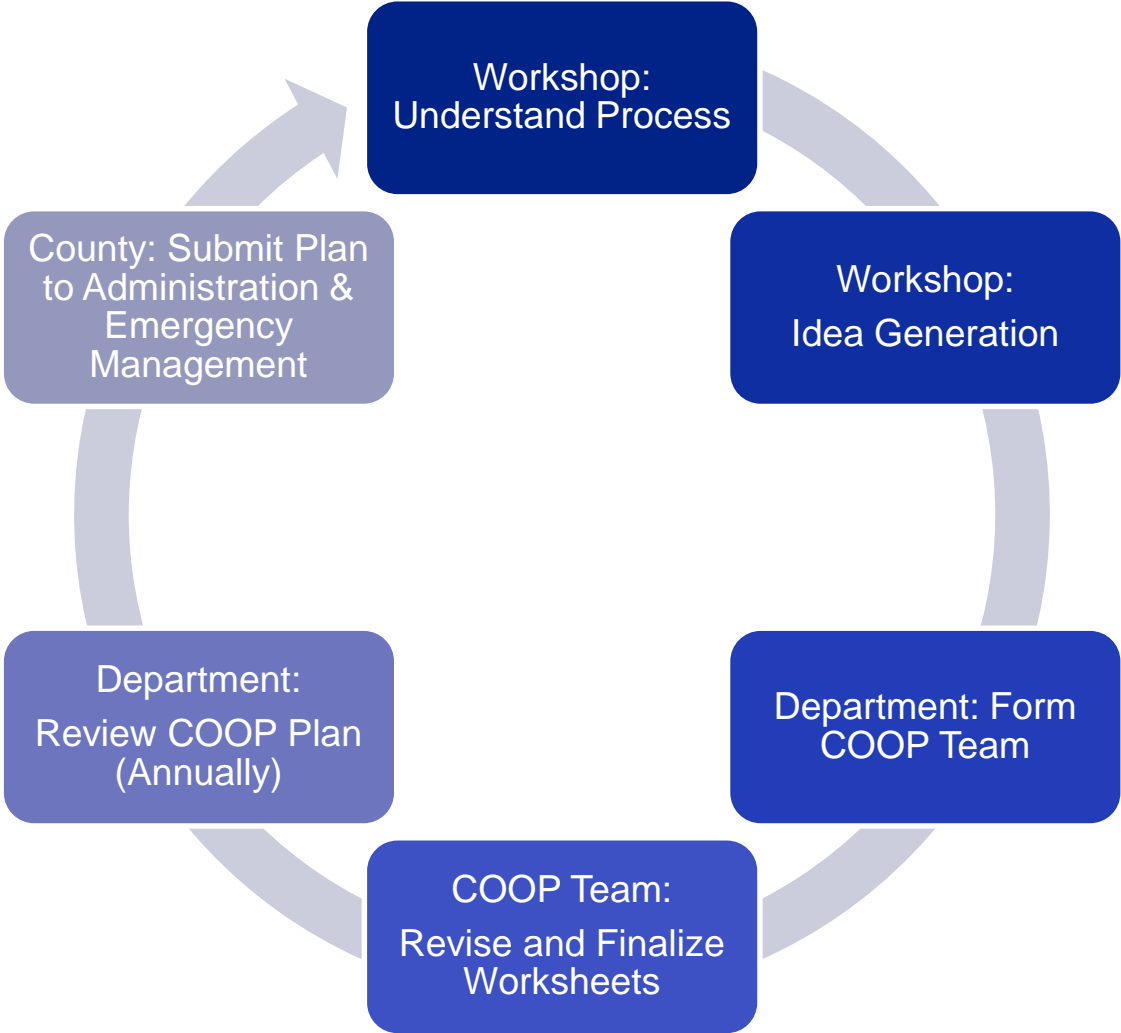 Workshop:
Understand Process
Workshop:
Idea Generation
Department: Form
COOP Team
COOP Team:
Revise and Finalize
Worksheets
Department:
Review COOP Plan
(Annually)
County: Submit Plan
to Administration &
Emergency
Management